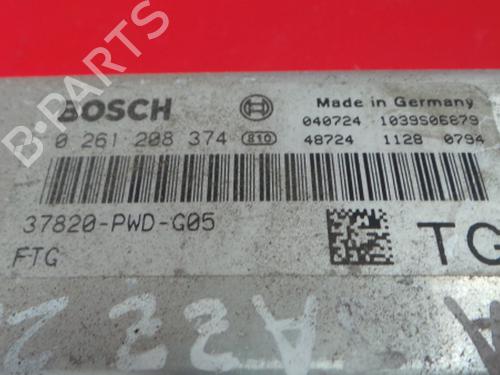 BOSCH
Made in Germany
0 261 208 374 810
040724 1039S06879
48724 1128 0794
37820-PWD-G05
FTG
TG
B-PARTS